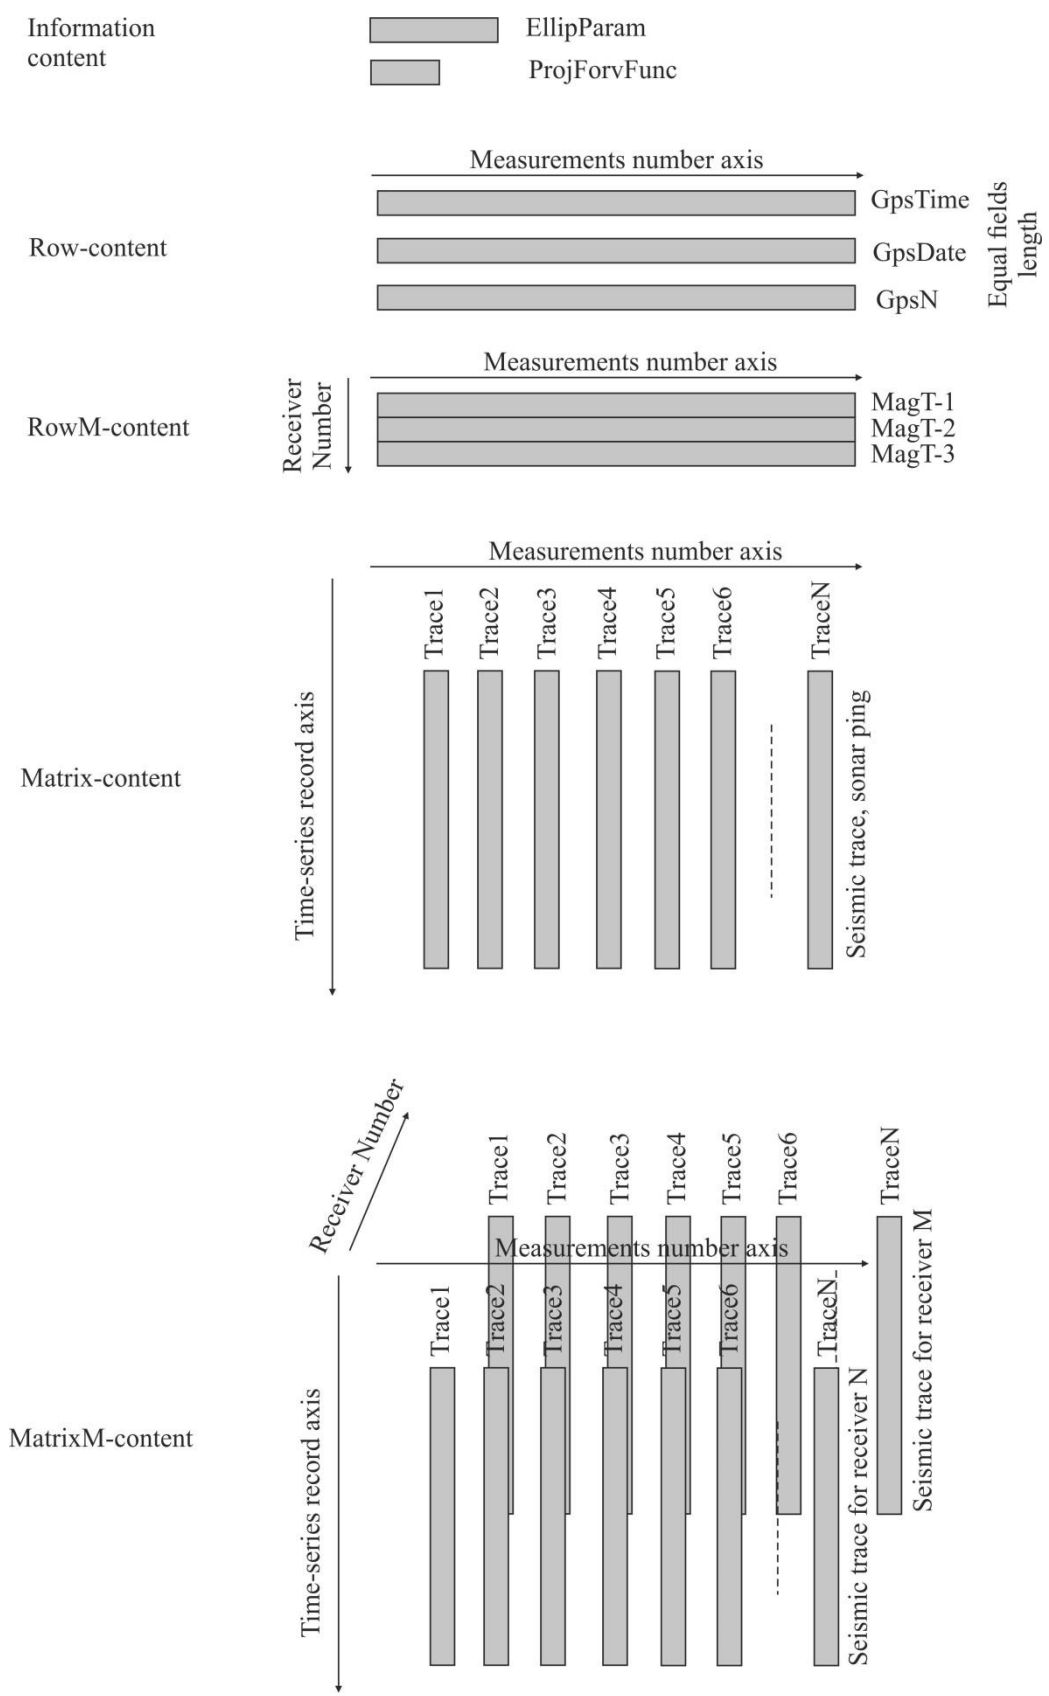 Information
content
EllipParam
ProjForvFunc
Measurements number axis
Row-content
GpsTime
GpsDate
GpsN
Equal fields
length
Measurements number axis
RowM-content
Receiver
Number
MagT-1
MagT-2
MagT-3
Measurements number axis
Matrix-content
Time-series record axis
Trace1
Trace2
Trace3
Trace4
Trace5
Trace6
TraceN
Seismic trace, sonar ping
MatrixM-content
Receiver Number
Trace1
Trace2
Trace3
Trace4
Trace5
Trace6
TraceN
Measurements number axis
Seismic trace for receiver M
Time-series record axis
Trace1
Trace2
Trace3
Trace4
Trace5
Trace6
TraceN
Seismic trace for receiver N